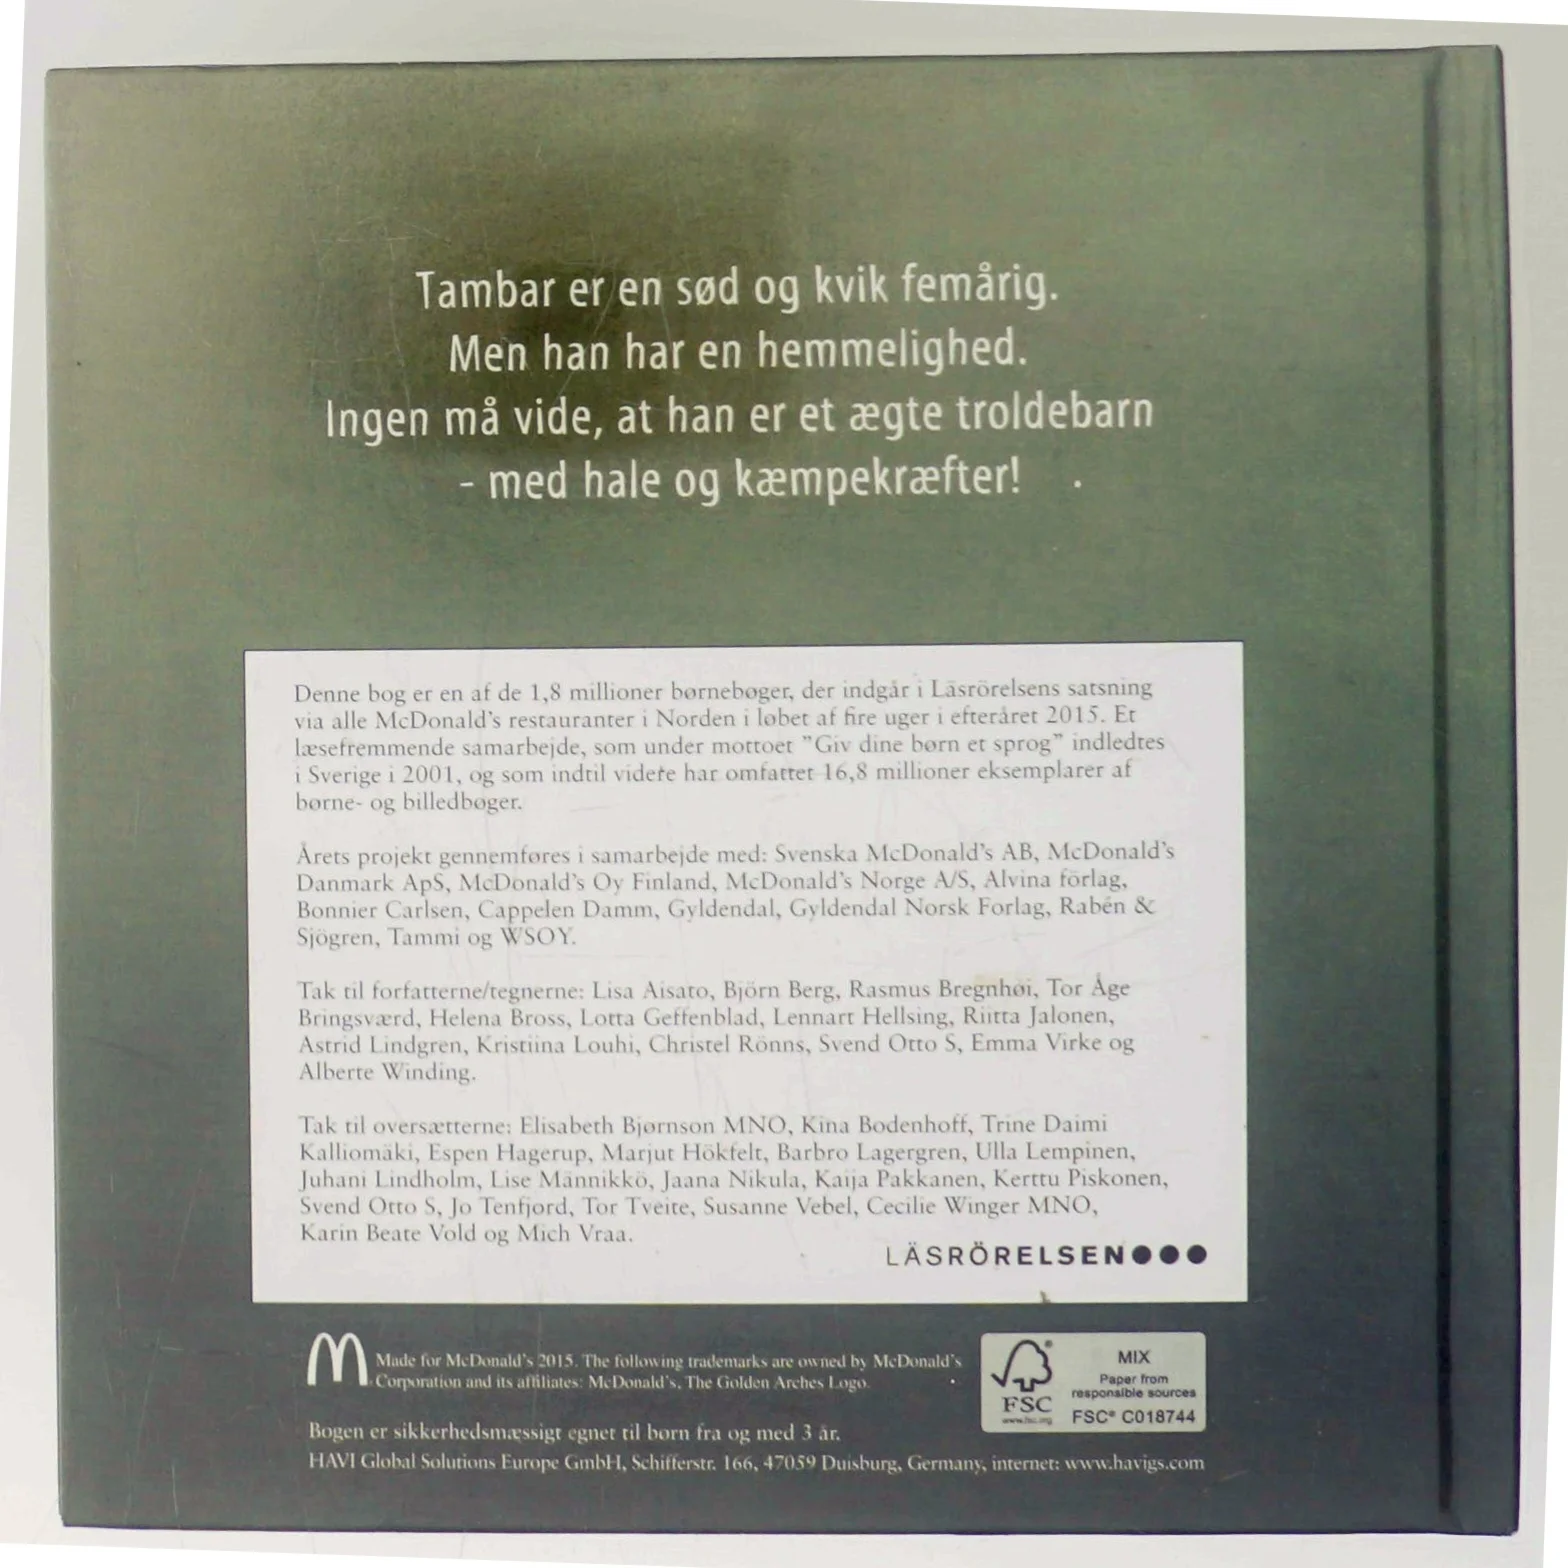 Tambar er en sød og kvik femårig.
Men han har en hemmelighed.
Ingen må vide, at han er et ægte troldebarn
- med hale og kæmpekræfter!
Denne bog er en af de 1,8 millioner børnebøger, der indgår i Läsrörelsens satsning
via alle McDonald's restauranter i Norden i løbet af fire uger i efteråret 2015. Et
læsefremmende samarbejde, som under mottoet "Giv dine børn et sprog" indledtes
i Sverige i 2001, og som indtil videre har omfattet 16,8 millioner eksemplarer af
børne- og billedbøger.
Årets projekt gennemføres i samarbejde med: Svenska McDonald's AB, McDonald's
Danmark ApS, McDonald's Oy Finland, McDonald's Norge A/S, Alvina förlag,
Bonnier Carlsen, Cappelen Damm, Gyldendal, Gyldendal Norsk Forlag, Rabén &
Sjögren, Tammi og WSOY.
Tak til forfatterne/tegnerne: Lisa Aisato, Björn Berg, Rasmus Bregnhøi, Tor Åge
Bringsværd, Helena Bross, Lotta Geffenblad, Lennart Hellsing, Riitta Jalonen,
Astrid Lindgren, Kristiina Louhi, Christel Rönns, Svend Otto S, Emma Virke og
Alberte Winding.
Tak til oversætterne: Elisabeth Bjørnson MNO, Kina Bodenhoff, Trine Daimi
Kalliomäki, Espen Hagerup, Marjut Hökfelt, Barbro Lagergren, Ulla Lempinen,
Juhani Lindholm, Lise Männikkö, Jaana Nikula, Kaija Pakkanen, Kerttu Piskonen,
Svend Otto S, Jo Tenfjord, Tor Tveite, Susanne Vebel, Cecilie Winger MNO,
Karin Beate Vold og Mich Vraa.
LÄSRÖRELSEN●●●
Made for McDonald's 2015. The following trademarks are owned by McDonald's
Corporation and its affiliates: McDonald's, The Golden Arches Logo.
Bogen er sikkerhedsmæssigt egnet til børn fra og med 3 år.
HAVI Global Solutions Europe GmbH, Schifferstr. 166, 47059 Duisburg, Germany, internet: www.havigs.com
FSC
www.fsc.org
MIX
Paper from
responsible sources
FSC® C018744